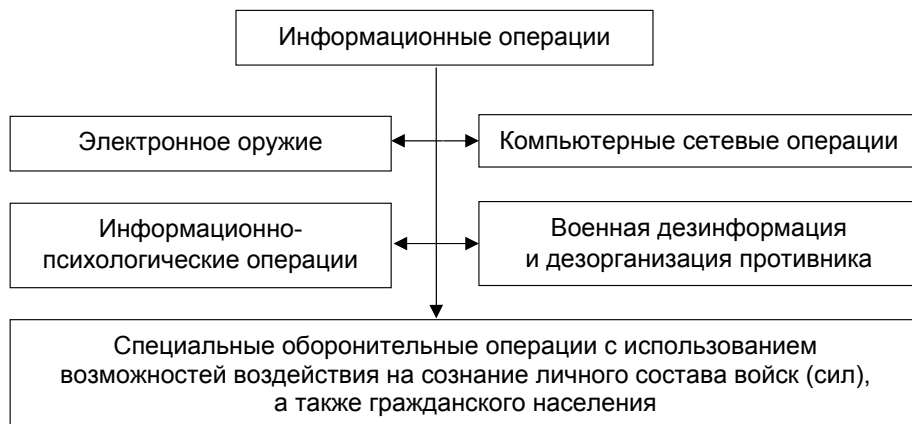 Информационные операции
Электронное оружие
Компьютерные сетевые операции
Информационно-
психологические операции
Военная дезинформация
и дезорганизация противника
Специальные оборонительные операции с использованием
возможностей воздействия на сознание личного состава войск (сил),
а также гражданского населения